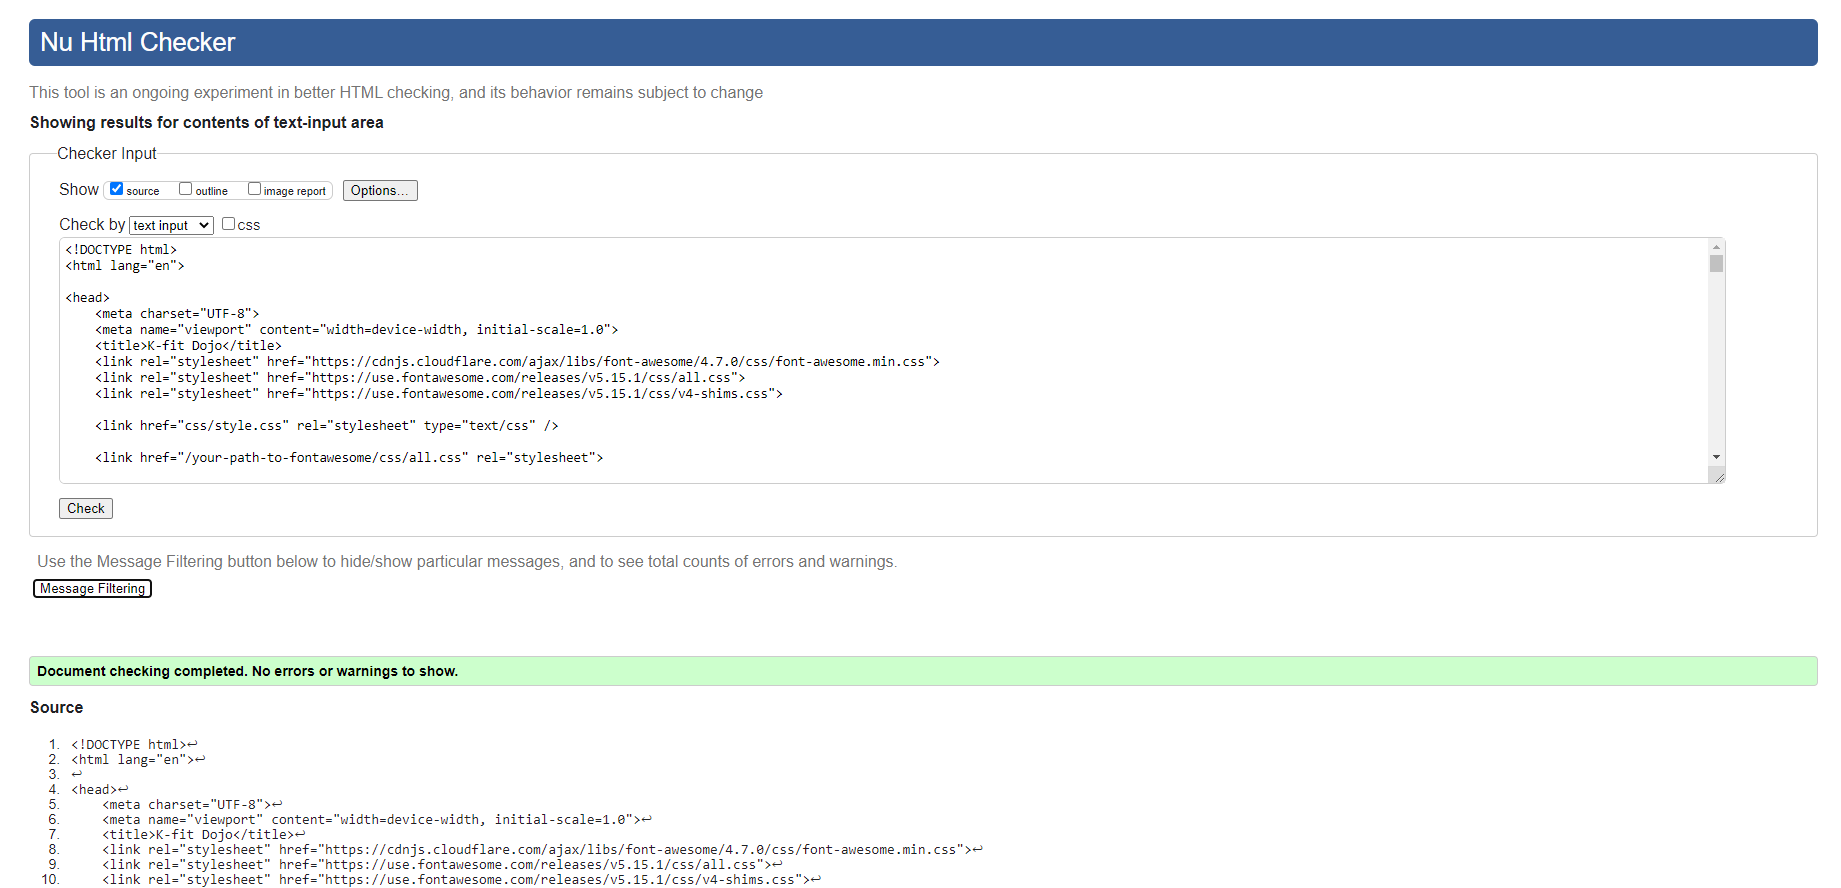 Nu Html Checker
This tool is an ongoing experiment in better HTML checking, and its behavior remains subject to change
Showing results for contents of text-input area
Checker Input
Show source outline image report Options...
Check by text input css
<!DOCTYPE html>
<html lang="en">
<head>
<meta charset="UTF-8">
<meta name="viewport" content="width=device-width, initial-scale=1.0">
<title>K-fit Dojo</title>
<link rel="stylesheet" href="https://cdnjs.cloudflare.com/ajax/libs/font-awesome/4.7.0/css/font-awesome.min.css">
<link rel="stylesheet" href="https://use.fontawesome.com/releases/v5.15.1/css/all.css">
<link rel="stylesheet" href="https://use.fontawesome.com/releases/v5.15.1/css/v4-shims.css">
<link href="css/style.css" rel="stylesheet" type="text/css" />
<link href="/your-path-to-fontawesome/css/all.css" rel="stylesheet">
Check
Use the Message Filtering button below to hide/show particular messages, and to see total counts of errors and warnings.
Message Filtering
Document checking completed. No errors or warnings to show.
Source
1. <!DOCTYPE html>↩
2. <html lang="en">↩
3. ↩
4. <head>↩
5. <meta charset="UTF-8">↩
6. <meta name="viewport" content="width=device-width, initial-scale=1.0">↩
7. <title>K-fit Dojo</title>↩
8. <link rel="stylesheet" href="https://cdnjs.cloudflare.com/ajax/libs/font-awesome/4.7.0/css/font-awesome.min.css">↩
9. <link rel="stylesheet" href="https://use.fontawesome.com/releases/v5.15.1/css/all.css">↩
10. <link rel="stylesheet" href="https://use.fontawesome.com/releases/v5.15.1/css/v4-shims.css">↩